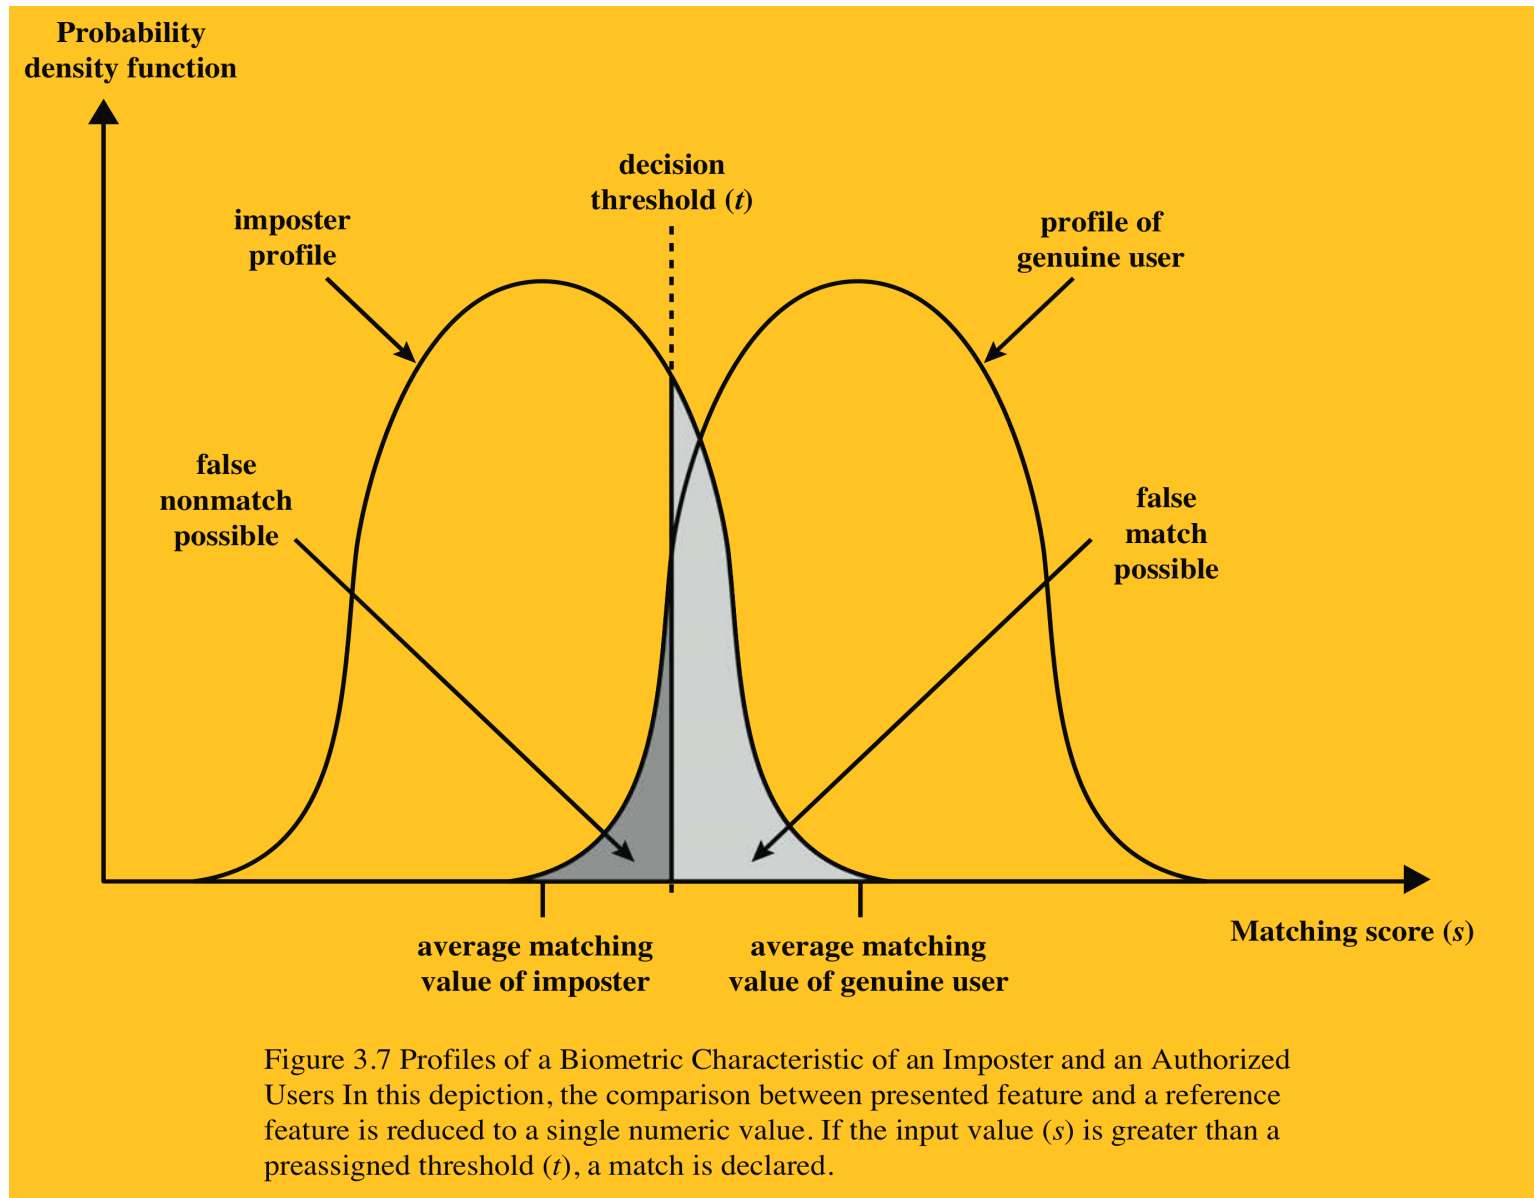 Probability
density function
decision
threshold (t)
imposter
profile
profile of
genuine user
false
nonmatch
possible
false
match
possible
average matching
value of imposter
average matching
value of genuine user
Matching score (s)
Figure 3.7 Profiles of a Biometric Characteristic of an Imposter and an Authorized
Users In this depiction, the comparison between presented feature and a reference
feature is reduced to a single numeric value. If the input value (s) is greater than a
preassigned threshold (t), a match is declared.